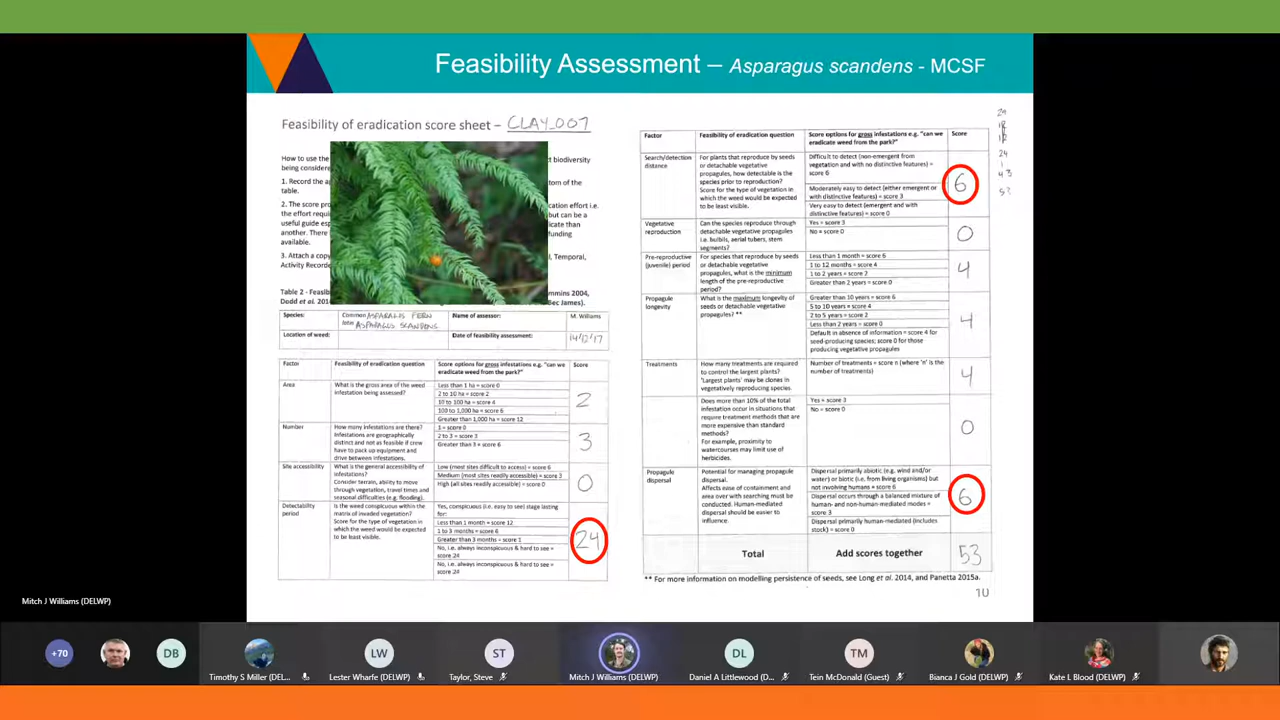 Feasibility Assessment – Asparagus scandens - MCSF
Feasibility of eradication score sheet – CLAY_007
How to use the
t biodiversity
being considere
1. Record the a
tom of the
table.
2. The score pro
cation effort i.e.
the effort requir
but can be a
useful guide esp
icate than
another. There
funding
available.
3. Attach a copy
l, Temporal,
Activity Recorde
Table 2 - Feasib
mmins 2004,
Dodd et al. 201
Bec James).
Species:
Common ASPARAGUS FERN
Latin ASPARAGUS SCANDENS
Name of assessor:
M. Williams
Location of weed:
Date of feasibility assessment:
14/12/17
Factor
Feasibility of eradication question
Score options for gross infestations e.g. "can we
eradicate weed from the park?"
Score
Area
What is the gross area of the weed
infestation being assessed?
Less than 1 ha = score 0
2 to 10 ha = score 2
10 to 100 ha = score 4
100 to 1,000 ha = score 6
Greater than 1,000 ha = score 12
2
Number
How many infestations are there?
Infestations are geographically
distinct and not as feasible if crew
have to pack up equipment and
drive between infestations.
1 = score 0
2 to 3 = score 3
Greater than 3 = score 6
3
Site accessibility
What is the general accessibility of
infestations?
Consider terrain, ability to move
through vegetation, travel times and
seasonal difficulties (e.g. flooding).
Low (most sites difficult to access) = score 6
Medium (most sites readily accessible) = score 3
High (all sites readily accessible) = score 0
0
Detectability
period
Is the weed conspicuous within the
matrix of invaded vegetation?
Score for the type of vegetation in
which the weed would be expected
to be least visible.
Yes, conspicuous (i.e. easy to see) stage lasting
for:
Less than 1 month = score 12
1 to 3 months = score 6
Greater than 3 months = score 1
No, i.e. always inconspicuous & hard to see =
score 24
No, i.e. always inconspicuous & hard to see =
score 24
24
Factor
Feasibility of eradication question
Score options for gross infestations e.g. "can we
eradicate weed from the park?"
Score
Search/detection
distance
For plants that reproduce by seeds
or detachable vegetative
propagules, how detectable is the
species prior to reproduction?
Score for the type of vegetation in
which the weed would be expected
to be least visible.
Difficult to detect (non-emergent from
vegetation and with no distinctive features) =
score 6
Moderately easy to detect (either emergent or
with distinctive features) = score 3
Very easy to detect (emergent and with
distinctive features) = score 0
6
Vegetative
reproduction
Can the species reproduce through
detachable vegetative propagules
i.e. bulbils, aerial tubers, stem
segments?
Yes = score 3
No = score 0
0
Pre-reproductive
(juvenile) period
For species that reproduce by seeds
or detachable vegetative
propagules, what is the minimum
length of the pre-reproductive
period?
Less than 1 month = score 6
1 to 12 months = score 4
1 to 2 years = score 2
Greater than 2 years = score 0
4
Propagule
longevity
What is the maximum longevity of
seeds or detachable vegetative
propagules? **
Greater than 10 years = score 6
5 to 10 years = score 4
2 to 5 years = score 2
Less than 2 years = score 0
Default in absence of information = score 4 for
seed-producing species; score 0 for those
producing vegetative propagules
4
Treatments
How many treatments are required
to control the largest plants?
'Largest plants' may be clones in
vegetatively reproducing species.
Number of treatments = score n (where 'n' is the
number of treatments)
4
Does more than 10% of the total
infestation occur in situations that
require treatment methods that are
more expensive than standard
methods?
For example, proximity to
watercourses may limit use of
herbicides.
Yes = score 3
No = score 0
0
Propagule
dispersal
Potential for managing propagule
dispersal.
Affects ease of containment and
area over with searching must be
conducted. Human-mediated
dispersal should be easier to
influence.
Dispersal primarily abiotic (e.g. wind and/or
water) or biotic (i.e. from living organisms) but
not involving humans = score 6
Dispersal occurs through a balanced mixture of
human- and non-human-mediated modes =
score 3
Dispersal primarily human-mediated (includes
stock) = score 0
6
Total
Add scores together
53
** For more information on modelling persistence of seeds, see Long et al. 2014, and Panetta 2015a.
10
Mitch J Williams (DELWP)
+70
DB
LW
ST
DL
TM
Timothy S Miller (DEL...
Lester Wharfe (DELWP)
Taylor, Steve
Mitch J Williams (DELWP)
Daniel A Littlewood (D...
Tein McDonald (Guest)
Bianca J Gold (DELWP)
Kate L Blood (DELWP)